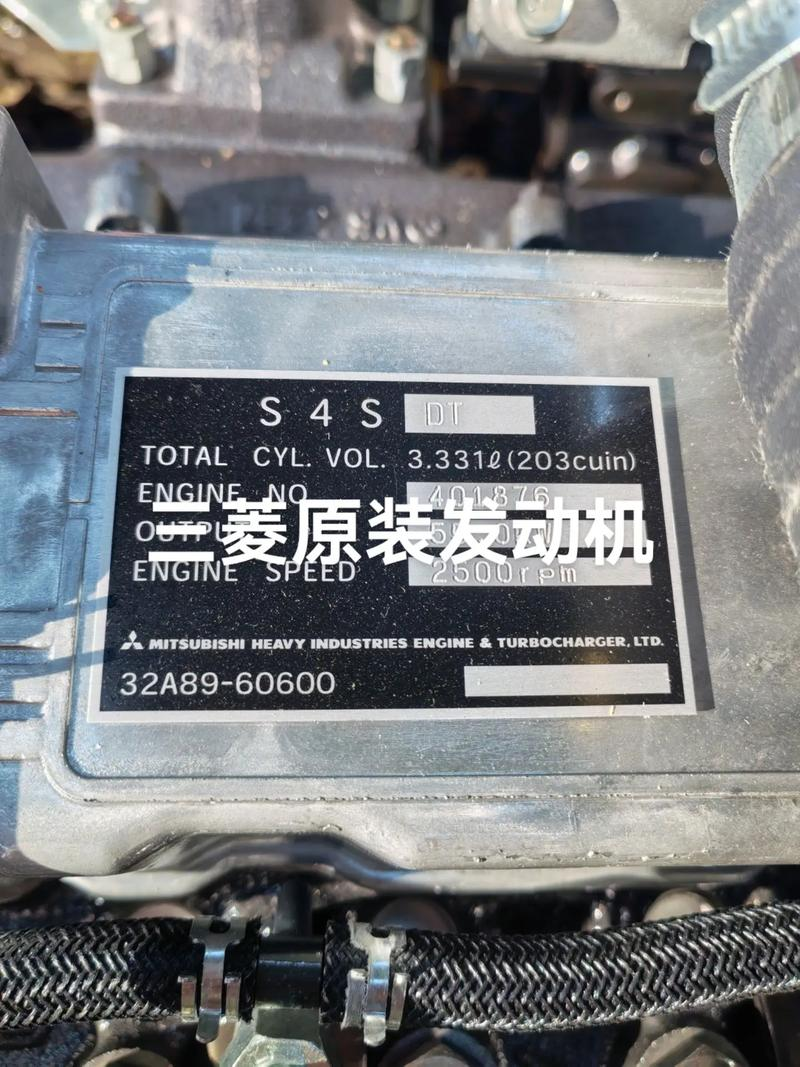 S4S DT
TOTAL CYL. VOL. 3.331ℓ(203cuin)
ENGINE NO 401876
三菱原装发动机
ENGINE SPEED 2500rpm
MITSUBISHI HEAVY INDUSTRIES ENGINE & TURBOCHARGER, LTD.
32A89-60600